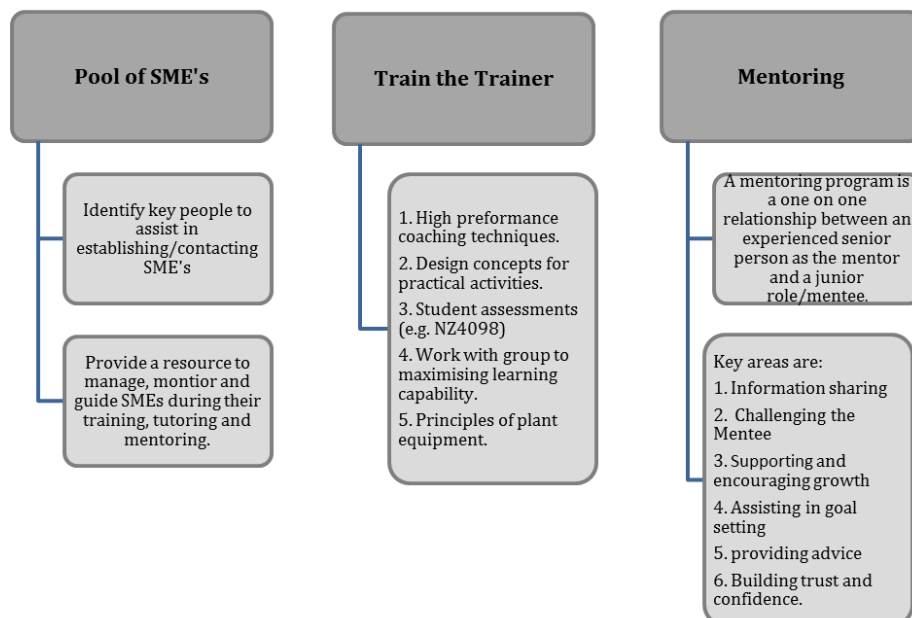 Pool of SME's
Identify key people to
assist in
establishing/contacting
SME's
Provide a resource to
manage, montior and
guide SMEs during their
training, tutoring and
mentoring.
Train the Trainer
1. High preformance
coaching techniques.
2. Design concepts for
practical activities.
3. Student assessments
(e.g. NZ4098)
4. Work with group to
maximising learning
capability.
5. Principles of plant
equipment.
Mentoring
A mentoring program is
a one on one
relationship between an
experienced senior
person as the mentor
and a junior
role/mentee.
Key areas are:
1. Information sharing
2. Challenging the
Mentee
3. Supporting and
encouraging growth
4. Assisting in goal
setting
5. providing advice
6. Building trust and
confidence.